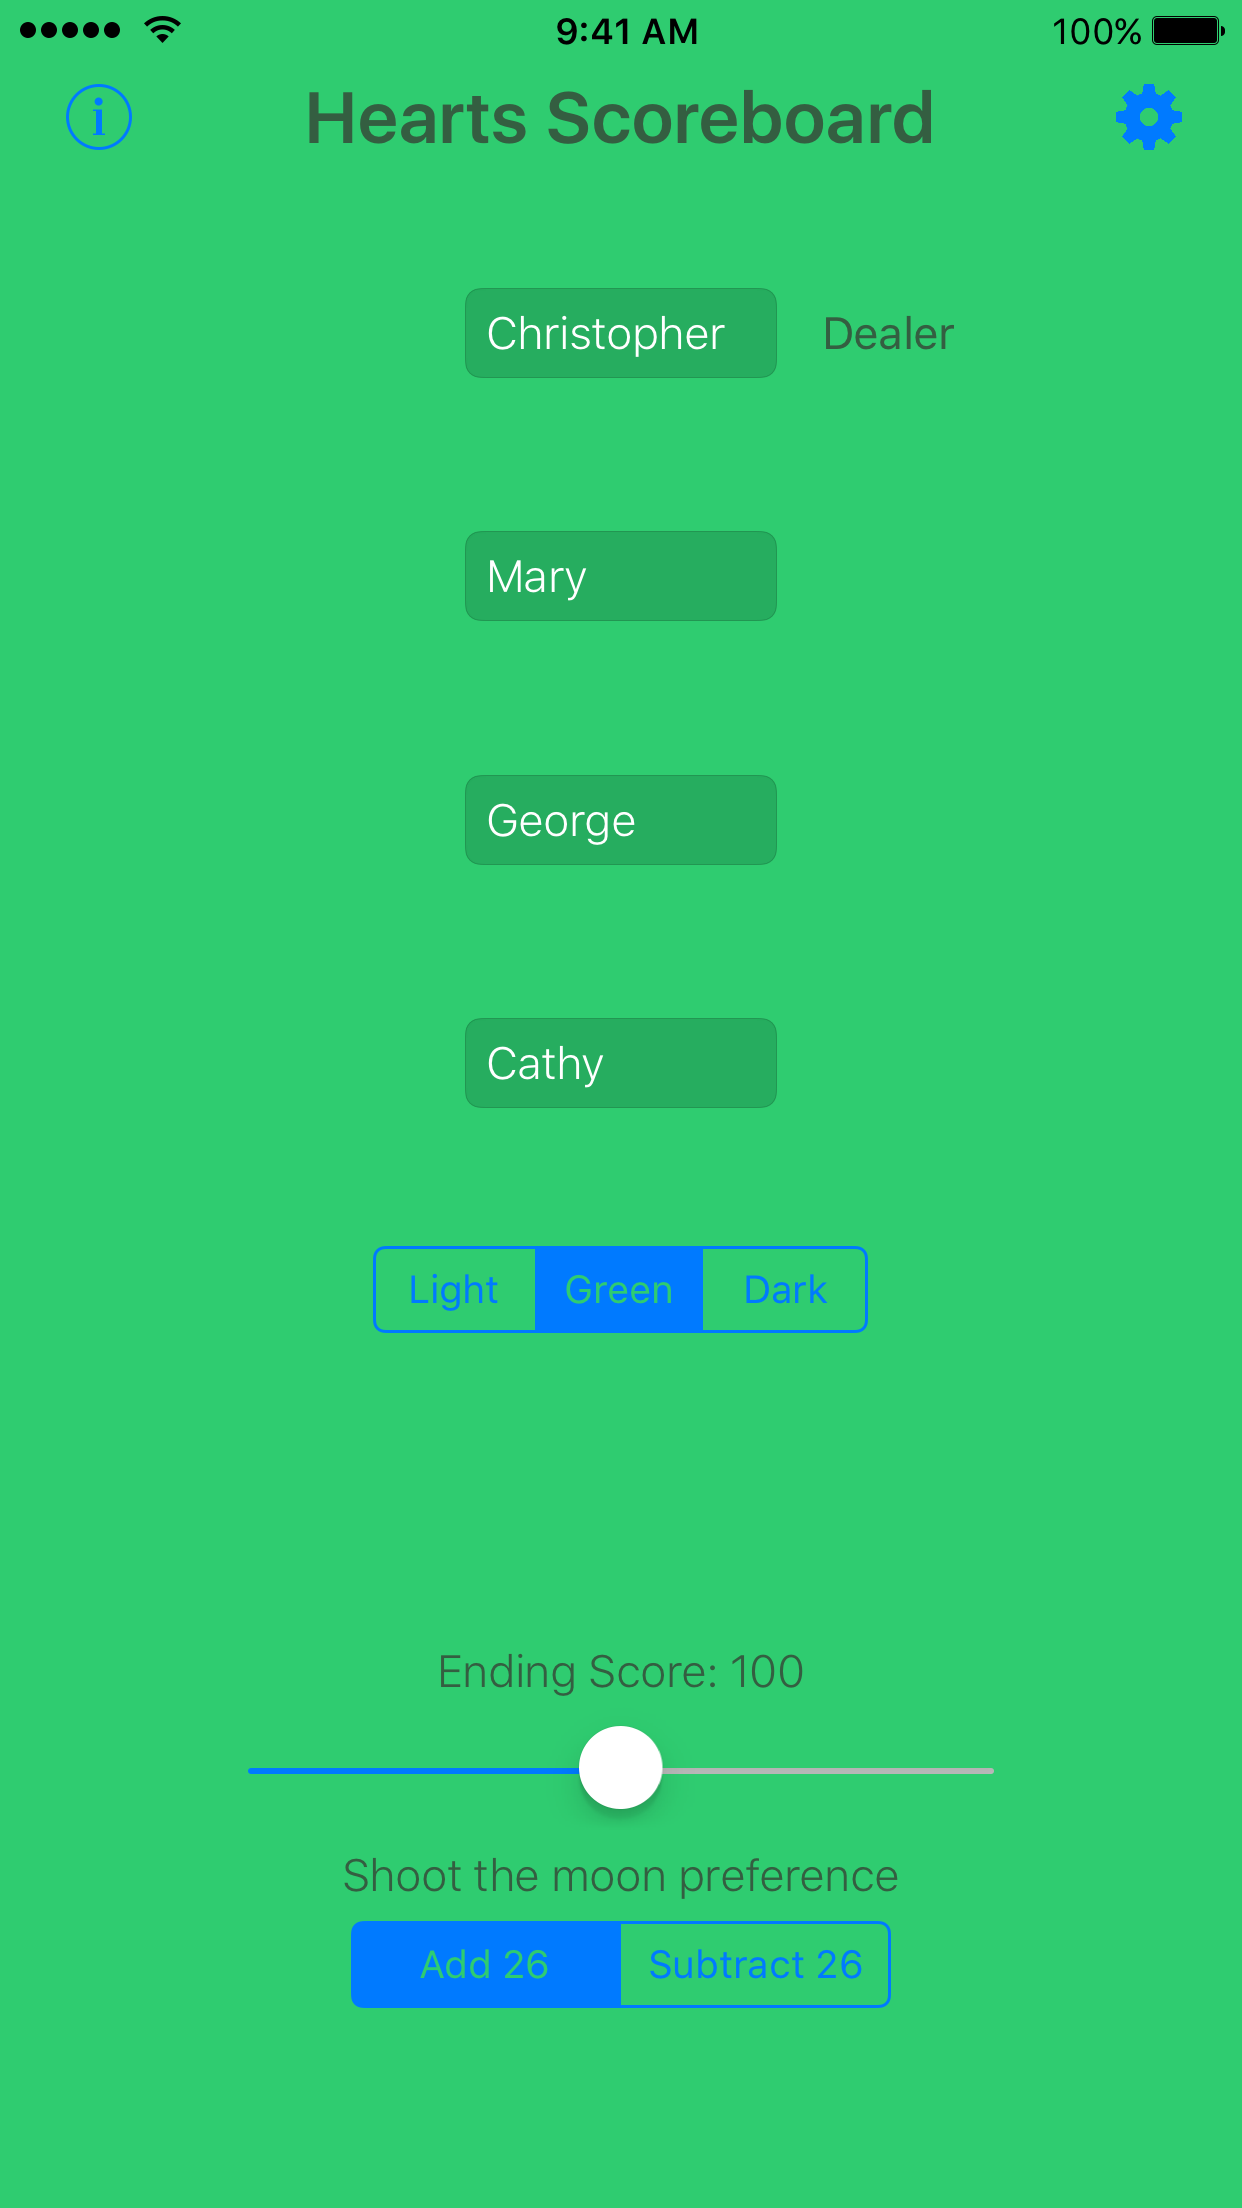 9:41 AM 100%
i Hearts Scoreboard
Christopher Dealer
Mary
George
Cathy
Light Green Dark
Ending Score: 100
Shoot the moon preference
Add 26 Subtract 26